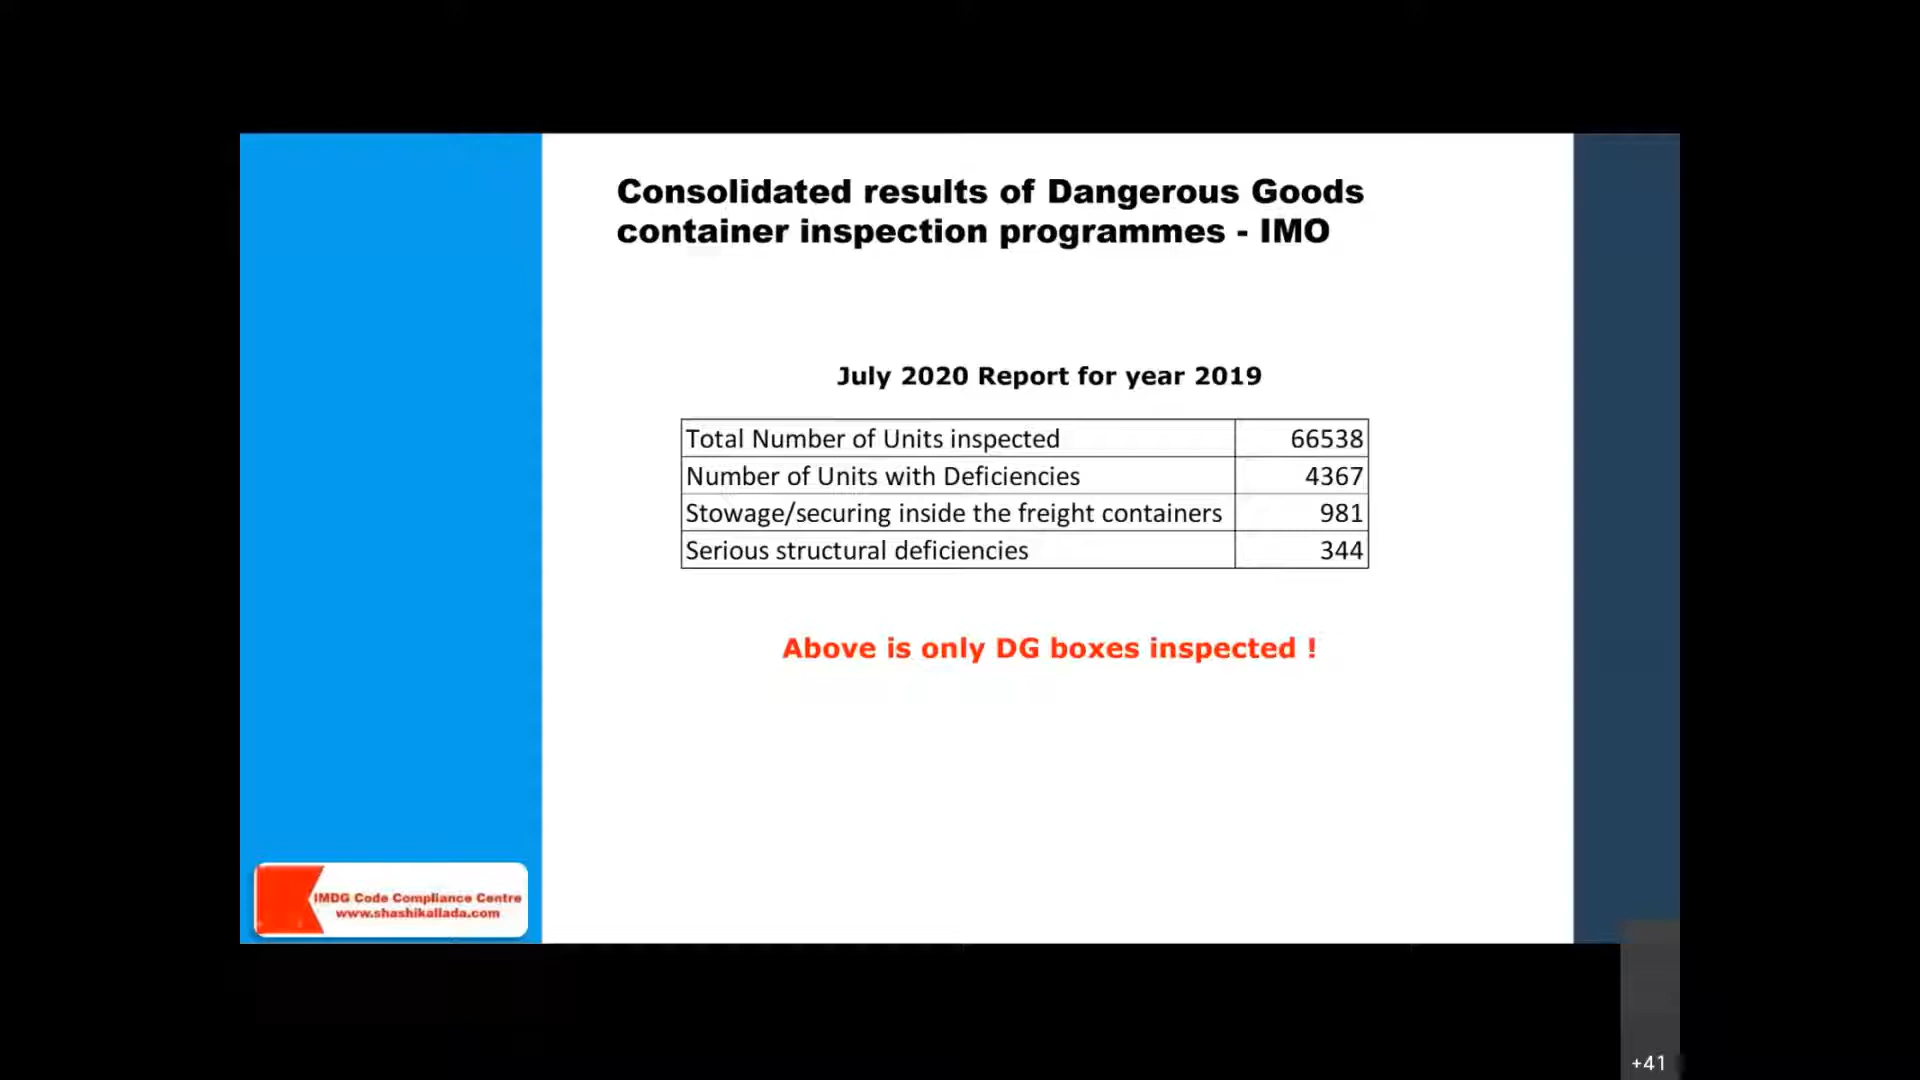 Consolidated results of Dangerous Goods
container inspection programmes - IMO
July 2020 Report for year 2019
Total Number of Units inspected 66538
Number of Units with Deficiencies 4367
Stowage/securing inside the freight containers 981
Serious structural deficiencies 344
Above is only DG boxes inspected !
IMDG Code Compliance Centre
www.shashikallada.com
+41